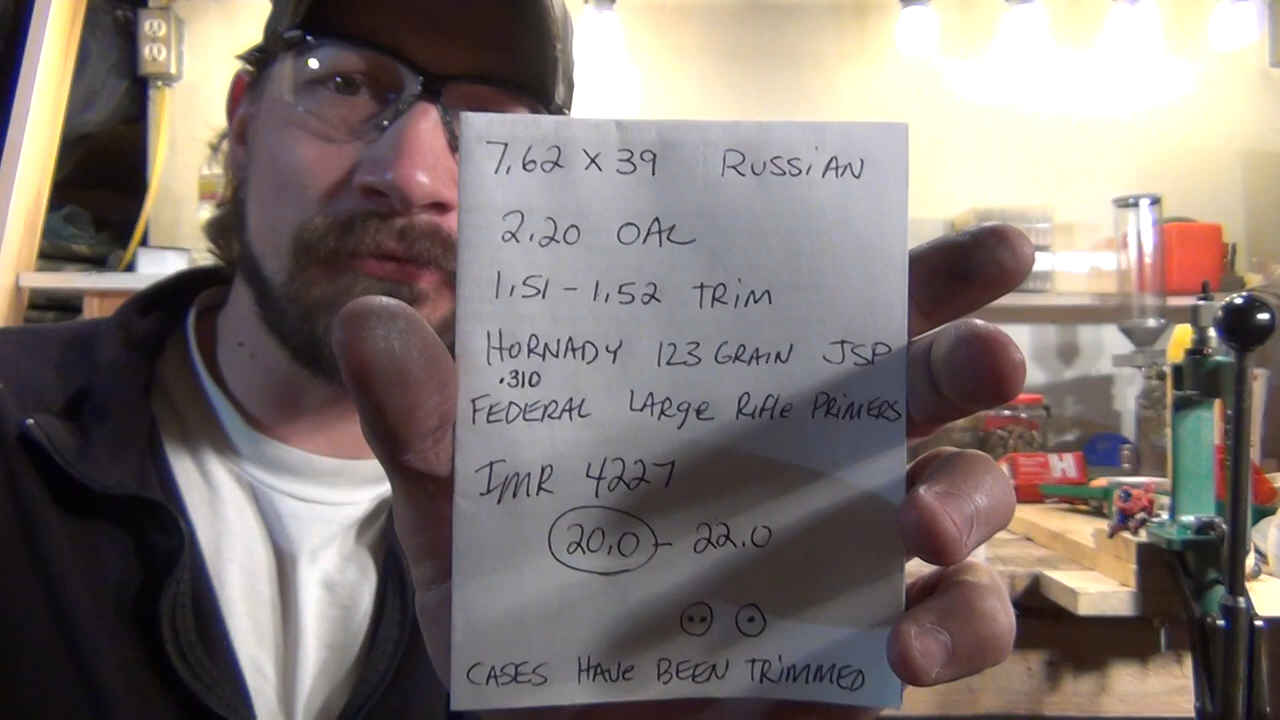 7.62 X 39 RUSSiAN
2.20 OAL
1.51 - 1.52 TRim
HORNADY 123 GRAIN JSP
.310
FEDERAL LARge RiFle PRiMERS
IMR 4227
20.0 - 22.0
CASES HAVe BEEN TRiMMED
H